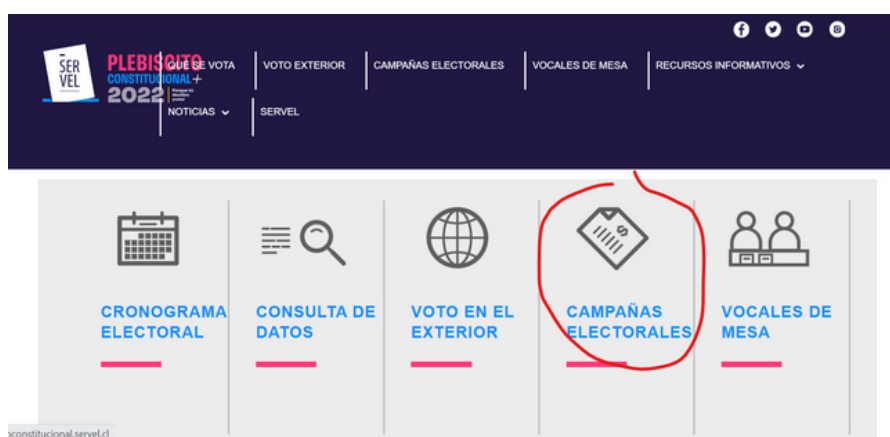 SER
VEL
PLEBISCITO
CONSTITUCIONAL+
2022
QUÉ SE VOTA
VOTO EXTERIOR
CAMPAÑAS ELECTORALES
VOCALES DE MESA
RECURSOS INFORMATIVOS
NOTICIAS
SERVEL
$
CRONOGRAMA
ELECTORAL
CONSULTA DE
DATOS
VOTO EN EL
EXTERIOR
CAMPAÑAS
ELECTORALES
VOCALES DE
MESA
oconstitucional.servel.cl